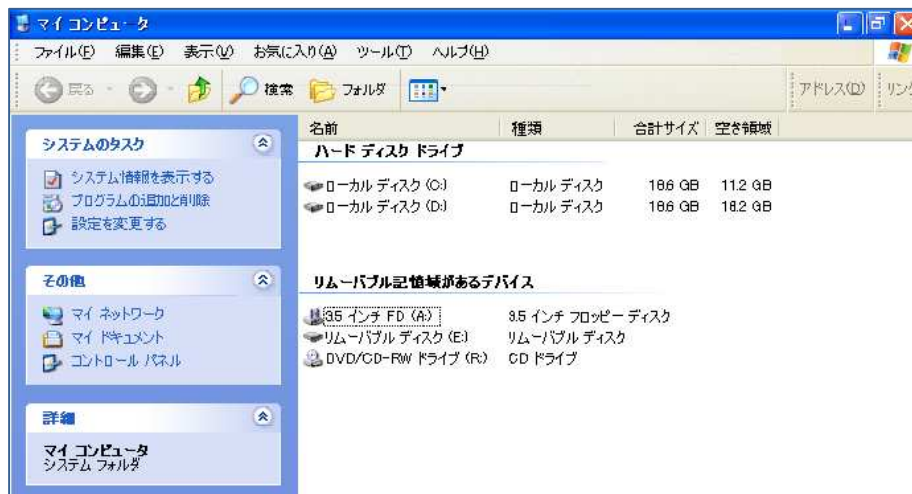 マイ コンピュータ
ファイル(F) 編集(E) 表示(V) お気に入り(A) ツール(T) ヘルプ(H)
戻る 検索 フォルダ アドレス(D) リンク
名前 種類 合計サイズ 空き領域
システムのタスク
システム情報を表示する
プログラムの追加と削除
設定を変更する
その他
マイ ネットワーク
マイ ドキュメント
コントロール パネル
詳細
マイ コンピュータ
システム フォルダ
ハード ディスク ドライブ
ローカル ディスク (C:) ローカル ディスク 18.6 GB 11.2 GB
ローカル ディスク (D:) ローカル ディスク 18.6 GB 18.2 GB
リムーバブル記憶域があるデバイス
3.5 インチ FD (A:) 3.5 インチ フロッピー ディスク
リムーバブル ディスク (E:) リムーバブル ディスク
DVD/CD-RW ドライブ (R:) CD ドライブ